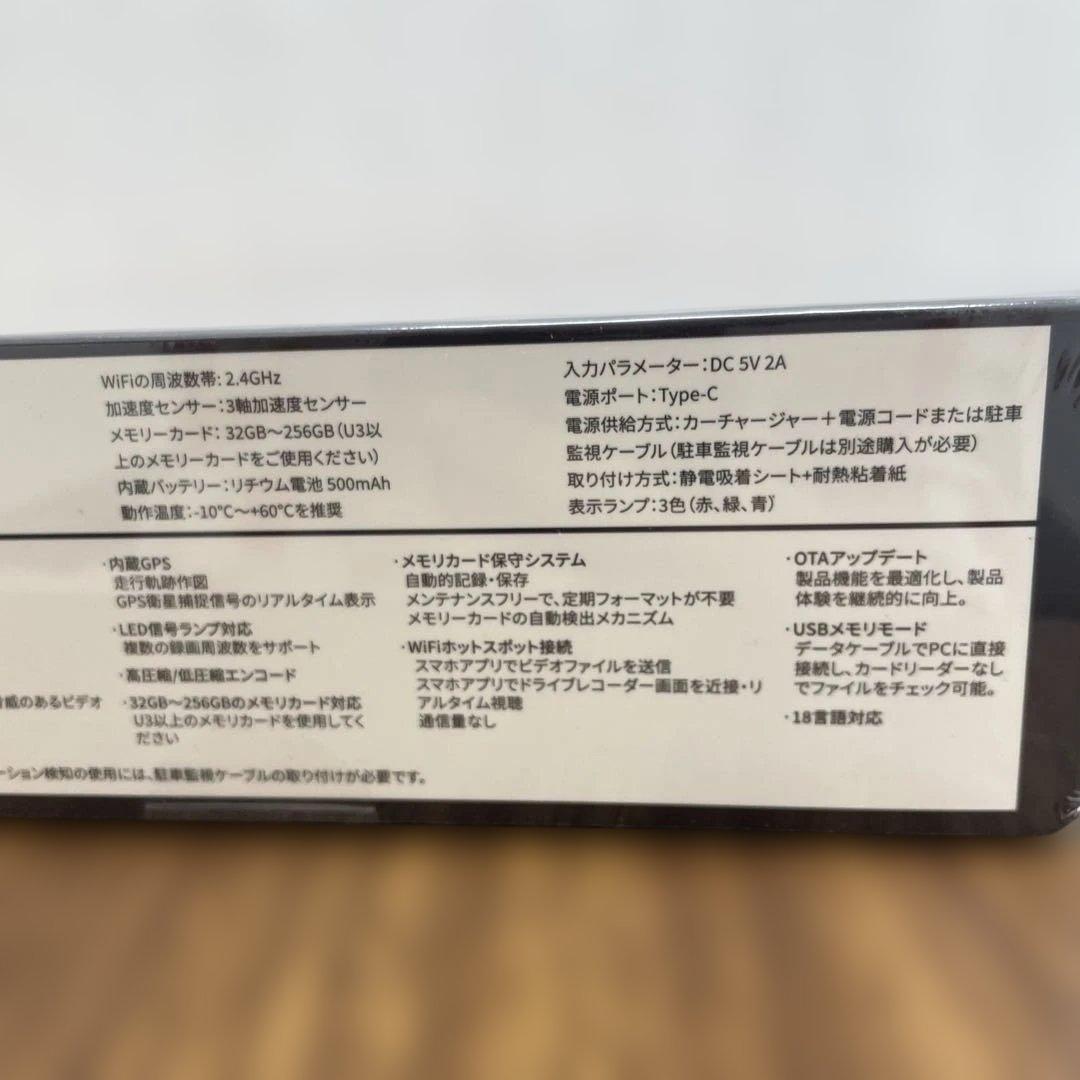 WiFiの周波数帯: 2.4GHz
加速度センサー:3軸加速度センサー
メモリーカード: 32GB～256GB(U3以
上のメモリーカードをご使用ください)
内蔵バッテリー:リチウム電池 500mAh
動作温度:-10℃～+60℃を推奨
入力パラメーター:DC 5V 2A
電源ポート:Type-C
電源供給方式:カーチャージャー＋電源コードまたは駐車
監視ケーブル(駐車監視ケーブルは別途購入が必要)
取り付け方式:静電吸着シート+耐熱粘着紙
表示ランプ:3色(赤、緑、青)
·内蔵GPS
走行軌跡作図
GPS衛星捕捉信号のリアルタイム表示
·LED信号ランプ対応
複数の録画周波数をサポート
·高圧縮/低圧縮エンコード
威のあるビデオ
·32GB～256GBのメモリカード対応
U3以上のメモリカードを使用してく
ださい
·メモリカード保守システム
自動的記録・保存
メンテナンスフリーで、定期フォーマットが不要
メモリーカードの自動検出メカニズム
·WiFiホットスポット接続
スマホアプリでビデオファイルを送信
スマホアプリでドライブレコーダー画面を近接・リ
アルタイム視聴
通信量なし
·OTAアップデート
製品機能を最適化し、製品
体験を継続的に向上。
·USBメモリモード
データケーブルでPCに直接
接続し、カードリーダーなし
でファイルをチェック可能。
·18言語対応
ーション検知の使用には、駐車監視ケーブルの取り付けが必要です。